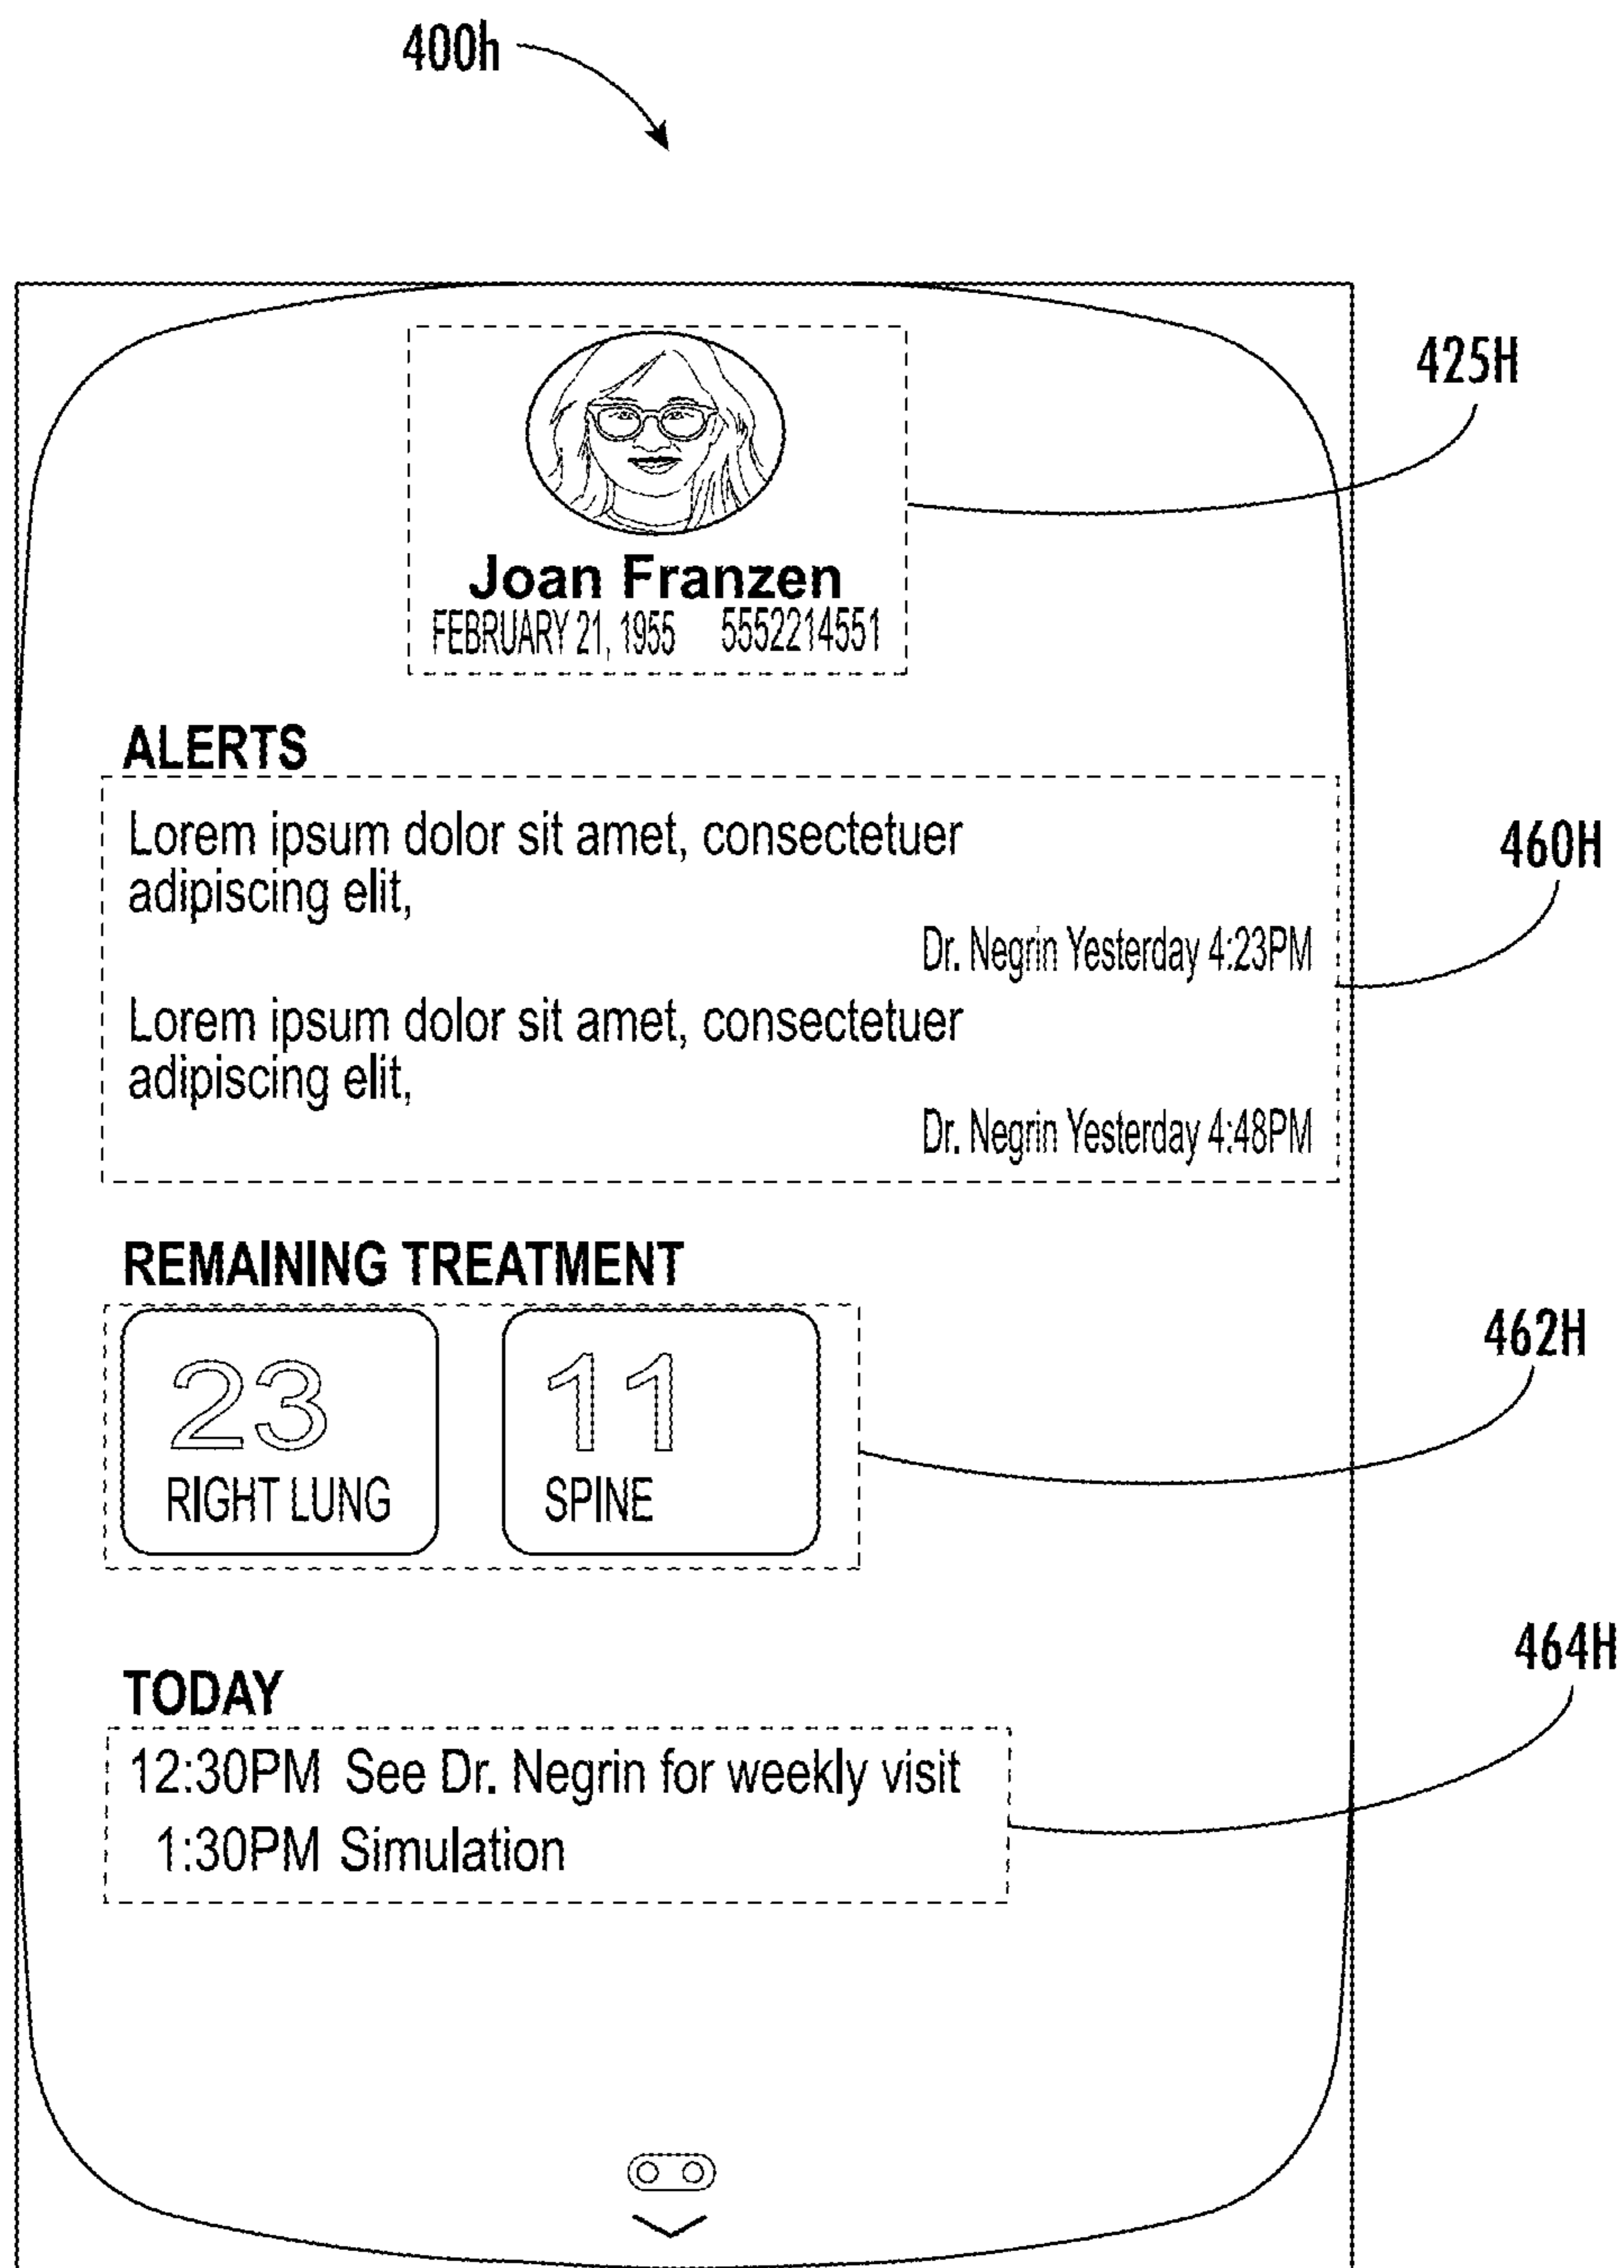 400h
425H
Joan Franzen
FEBRUARY 21, 1955 5552214551
ALERTS
Lorem ipsum dolor sit amet, consectetuer
adipiscing elit,
460H
Dr. Negrin Yesterday 4:23PM
Lorem ipsum dolor sit amet, consectetuer
adipiscing elit,
Dr. Negrin Yesterday 4:48PM
REMAINING TREATMENT
462H
23 11
RIGHT LUNG SPINE
464H
TODAY
12:30PM See Dr. Negrin for weekly visit
1:30PM Simulation